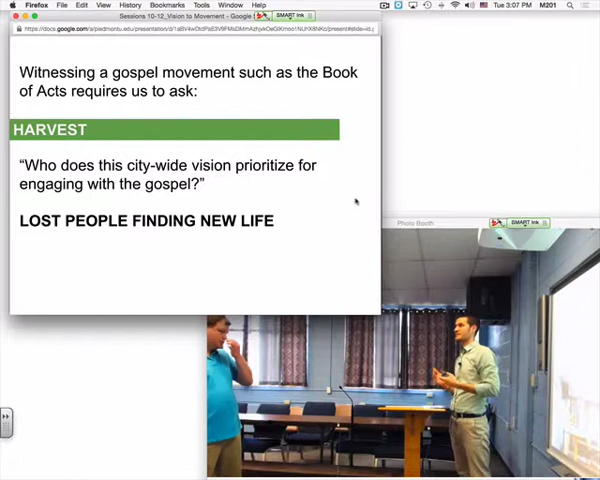 Firefox File Edit View History Bookmarks Tools Window Help
Tue 3:07 PM M201
Sessions 10-12_Vision to Movement - Google S
SMART Ink
Witnessing a gospel movement such as the Book
of Acts requires us to ask:
HARVEST
“Who does this city-wide vision prioritize for
engaging with the gospel?”
LOST PEOPLE FINDING NEW LIFE
Photo Booth
SMART Ink